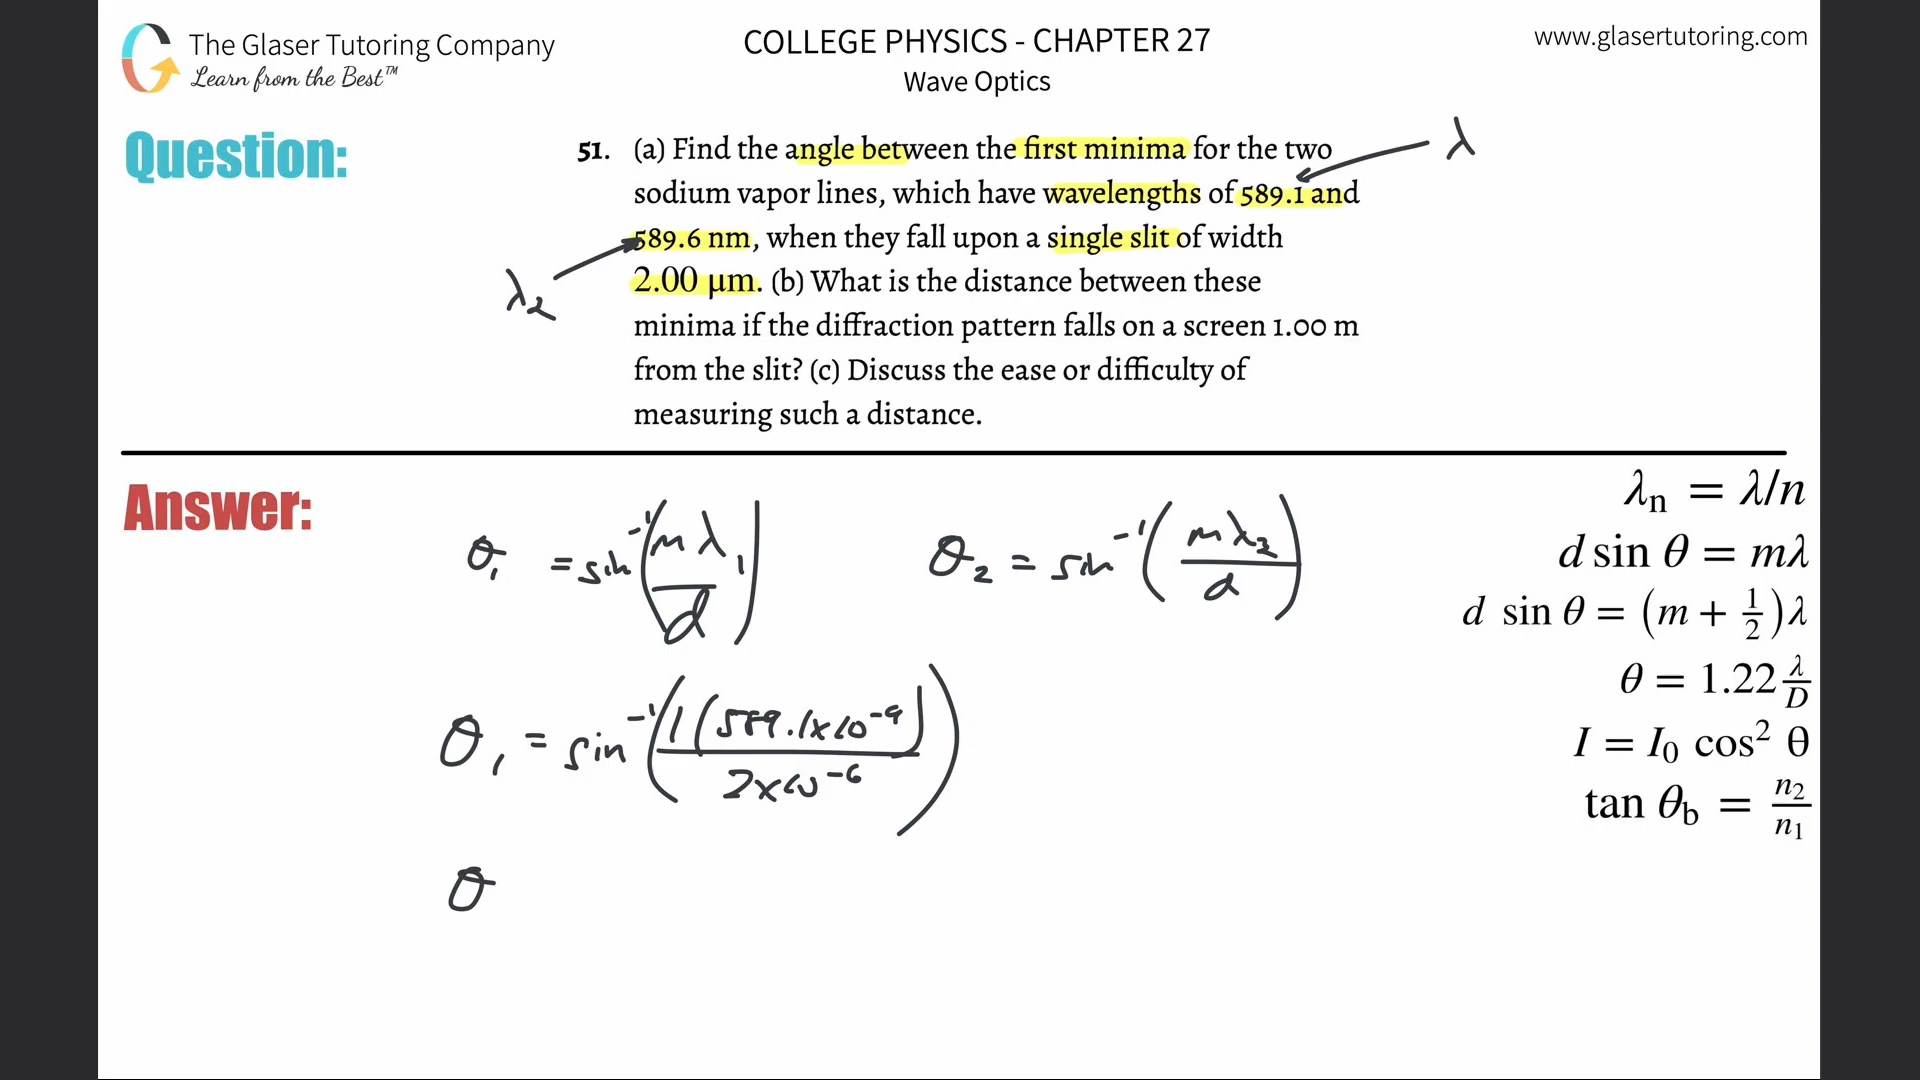 The Glaser Tutoring Company
Learn from the Best™
COLLEGE PHYSICS - CHAPTER 27
Wave Optics
www.glasertutoring.com
Question:
51. (a) Find the angle between the first minima for the two
sodium vapor lines, which have wavelengths of 589.1 and
589.6 nm, when they fall upon a single slit of width
2.00 μm. (b) What is the distance between these
minima if the diffraction pattern falls on a screen 1.00 m
from the slit? (c) Discuss the ease or difficulty of
measuring such a distance.
λ
λ₂
Answer:
θ₁ = sin⁻¹(mλ₁/d)
θ₂ = sin⁻¹(mλ₂/d)
θ₁ = sin⁻¹(1(589.1x10⁻⁹)/2x10⁻⁶)
θ
λₙ = λ/n
d sin θ = mλ
d sin θ = (m + 1/2)λ
θ = 1.22 λ/D
I = I₀ cos² θ
tan θb = n₂/n₁